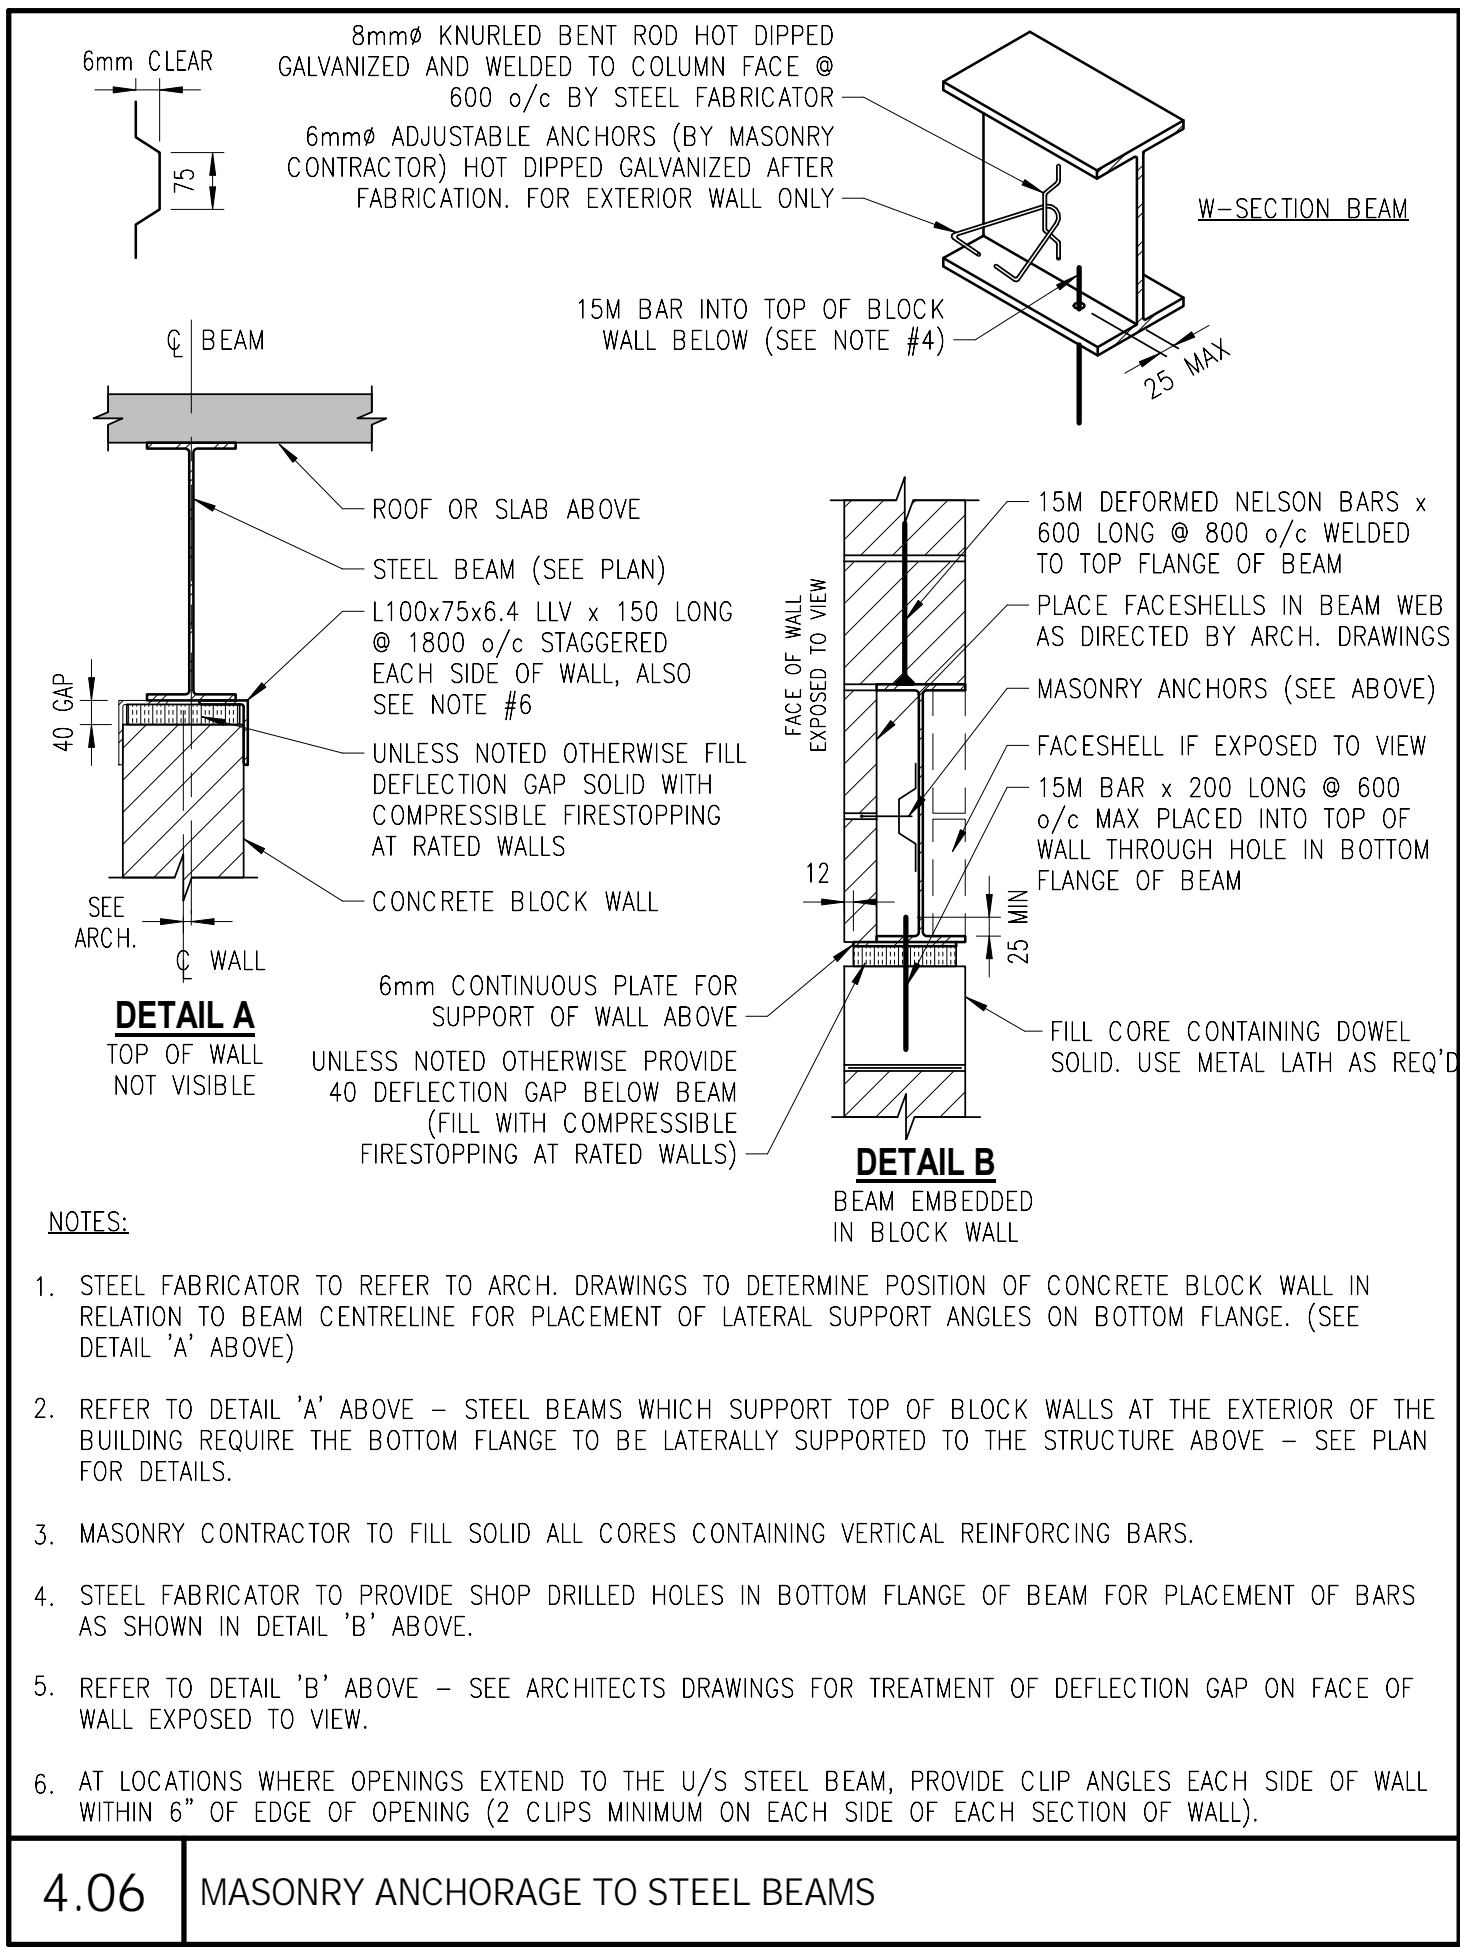 6mm CLEAR
75
8mmø KNURLED BENT ROD HOT DIPPED
GALVANIZED AND WELDED TO COLUMN FACE @
600 o/c BY STEEL FABRICATOR
6mmø ADJUSTABLE ANCHORS (BY MASONRY
CONTRACTOR) HOT DIPPED GALVANIZED AFTER
FABRICATION. FOR EXTERIOR WALL ONLY
W-SECTION BEAM
15M BAR INTO TOP OF BLOCK
WALL BELOW (SEE NOTE #4)
25 MAX
℄ BEAM
ROOF OR SLAB ABOVE
STEEL BEAM (SEE PLAN)
L100x75x6.4 LLV x 150 LONG
@ 1800 o/c STAGGERED
EACH SIDE OF WALL, ALSO
SEE NOTE #6
40 GAP
UNLESS NOTED OTHERWISE FILL
DEFLECTION GAP SOLID WITH
COMPRESSIBLE FIRESTOPPING
AT RATED WALLS
CONCRETE BLOCK WALL
SEE
ARCH.
℄ WALL
DETAIL A
TOP OF WALL
NOT VISIBLE
FACE OF WALL
EXPOSED TO VIEW
15M DEFORMED NELSON BARS x
600 LONG @ 800 o/c WELDED
TO TOP FLANGE OF BEAM
PLACE FACESHELLS IN BEAM WEB
AS DIRECTED BY ARCH. DRAWINGS
MASONRY ANCHORS (SEE ABOVE)
FACESHELL IF EXPOSED TO VIEW
15M BAR x 200 LONG @ 600
o/c MAX PLACED INTO TOP OF
WALL THROUGH HOLE IN BOTTOM
FLANGE OF BEAM
12
25 MIN
6mm CONTINUOUS PLATE FOR
SUPPORT OF WALL ABOVE
UNLESS NOTED OTHERWISE PROVIDE
40 DEFLECTION GAP BELOW BEAM
(FILL WITH COMPRESSIBLE
FIRESTOPPING AT RATED WALLS)
FILL CORE CONTAINING DOWEL
SOLID. USE METAL LATH AS REQ'D
DETAIL B
BEAM EMBEDDED
IN BLOCK WALL
NOTES:
1. STEEL FABRICATOR TO REFER TO ARCH. DRAWINGS TO DETERMINE POSITION OF CONCRETE BLOCK WALL IN
RELATION TO BEAM CENTRELINE FOR PLACEMENT OF LATERAL SUPPORT ANGLES ON BOTTOM FLANGE. (SEE
DETAIL 'A' ABOVE)
2. REFER TO DETAIL 'A' ABOVE – STEEL BEAMS WHICH SUPPORT TOP OF BLOCK WALLS AT THE EXTERIOR OF THE
BUILDING REQUIRE THE BOTTOM FLANGE TO BE LATERALLY SUPPORTED TO THE STRUCTURE ABOVE – SEE PLAN
FOR DETAILS.
3. MASONRY CONTRACTOR TO FILL SOLID ALL CORES CONTAINING VERTICAL REINFORCING BARS.
4. STEEL FABRICATOR TO PROVIDE SHOP DRILLED HOLES IN BOTTOM FLANGE OF BEAM FOR PLACEMENT OF BARS
AS SHOWN IN DETAIL 'B' ABOVE.
5. REFER TO DETAIL 'B' ABOVE – SEE ARCHITECTS DRAWINGS FOR TREATMENT OF DEFLECTION GAP ON FACE OF
WALL EXPOSED TO VIEW.
6. AT LOCATIONS WHERE OPENINGS EXTEND TO THE U/S STEEL BEAM, PROVIDE CLIP ANGLES EACH SIDE OF WALL
WITHIN 6" OF EDGE OF OPENING (2 CLIPS MINIMUM ON EACH SIDE OF EACH SECTION OF WALL).
4.06
MASONRY ANCHORAGE TO STEEL BEAMS